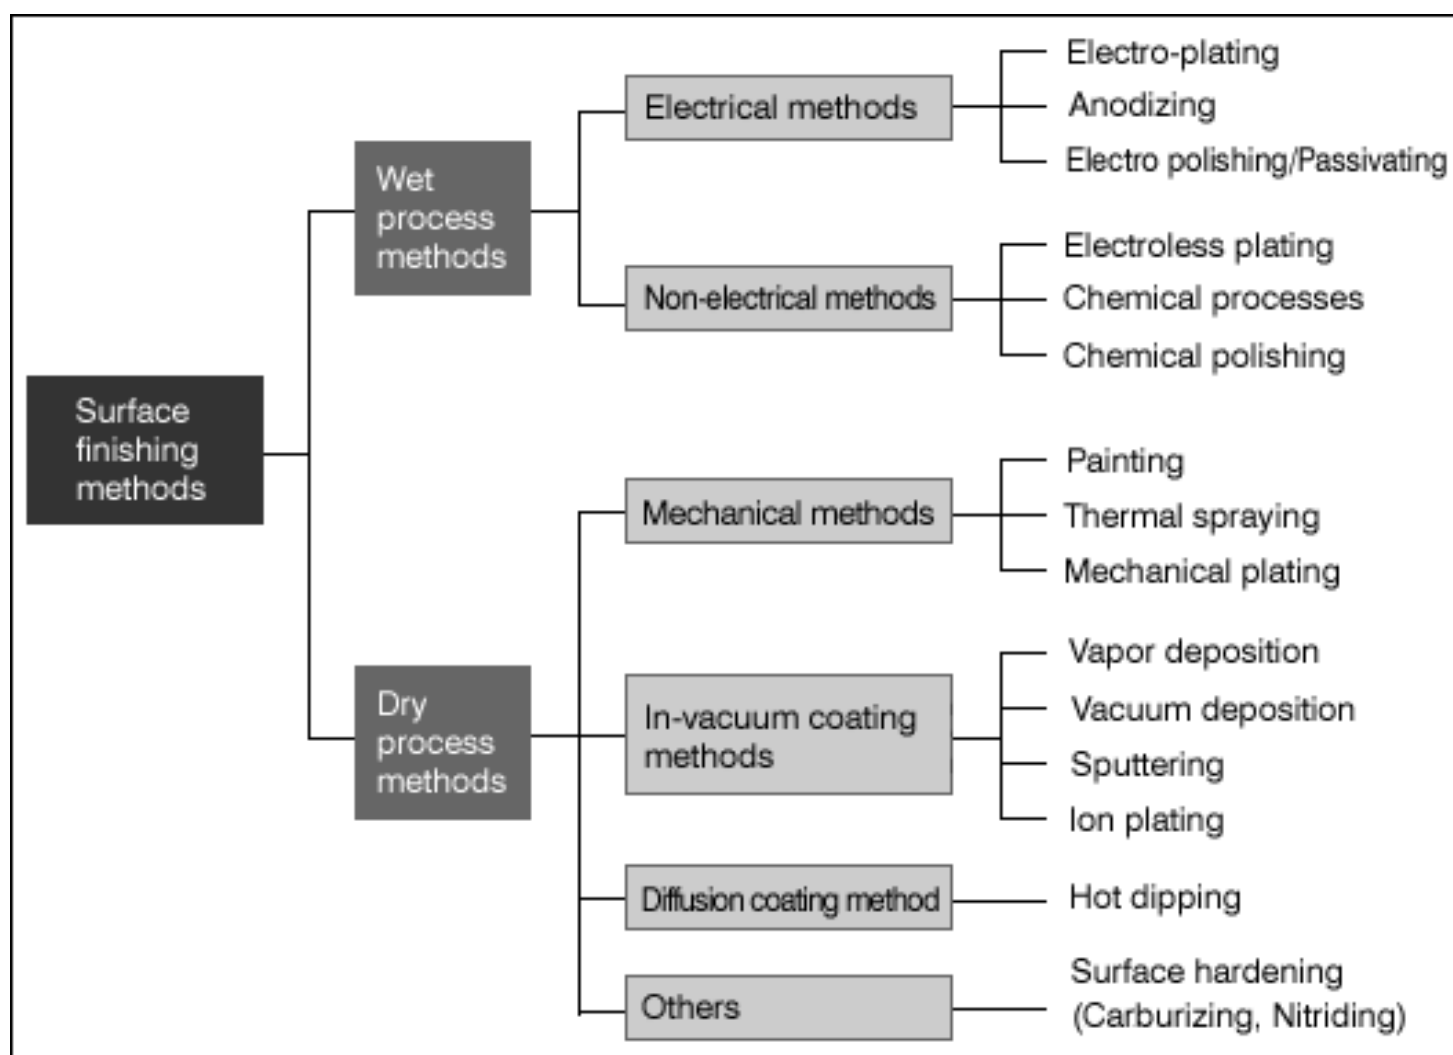 Surface
finishing
methods
Wet
process
methods
Electrical methods
Electro-plating
Anodizing
Electro polishing/Passivating
Non-electrical methods
Electroless plating
Chemical processes
Chemical polishing
Dry
process
methods
Mechanical methods
Painting
Thermal spraying
Mechanical plating
In-vacuum coating
methods
Vapor deposition
Vacuum deposition
Sputtering
Ion plating
Diffusion coating method
Hot dipping
Others
Surface hardening
(Carburizing, Nitriding)